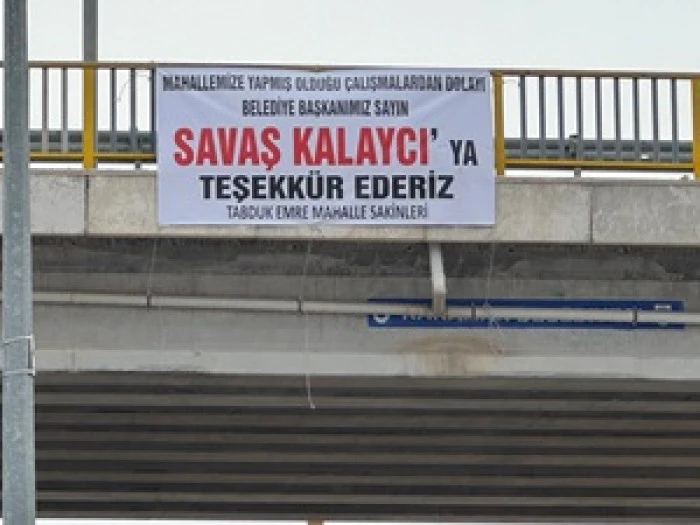 MAHALLEMİZE YAPMIŞ OLDUĞU ÇALIŞMALARDAN DOLAYI
BELEDİYE BAŞKANIMIZ SAYIN
SAVAŞ KALAYCI' YA
TEŞEKKÜR EDERİZ
TABDUK EMRE MAHALLE SAKİNLERİ